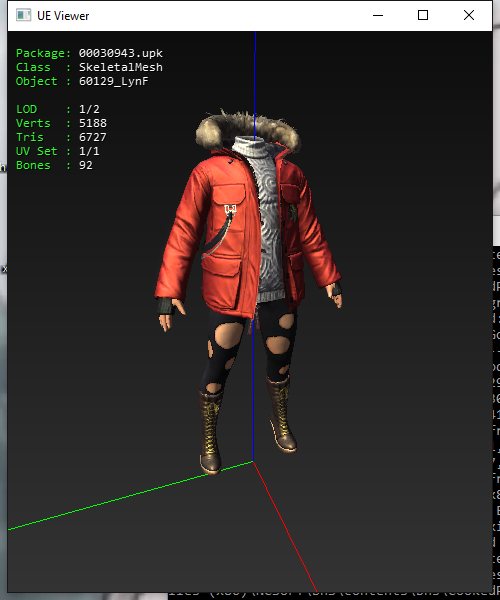 UE Viewer
Package: 00030943.upk
Class : SkeletalMesh
Object : 60129_LynF
LOD : 1/2
Verts : 5188
Tris : 6727
UV Set : 1/1
Bones : 92